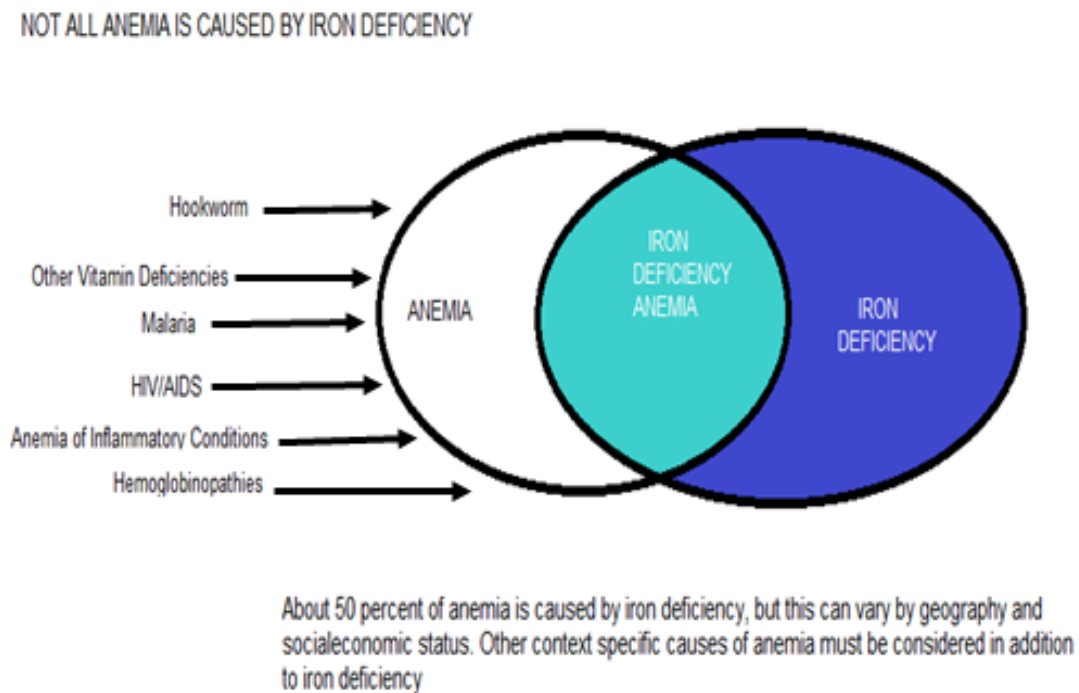 NOT ALL ANEMIA IS CAUSED BY IRON DEFICIENCY
Hookworm
Other Vitamin Deficiencies
Malaria
HIV/AIDS
Anemia of Inflammatory Conditions
Hemoglobinopathies
ANEMIA
IRON
DEFICIENCY
ANEMIA
IRON
DEFICIENCY
About 50 percent of anemia is caused by iron deficiency, but this can vary by geography and
socialeconomic status. Other context specific causes of anemia must be considered in addition
to iron deficiency